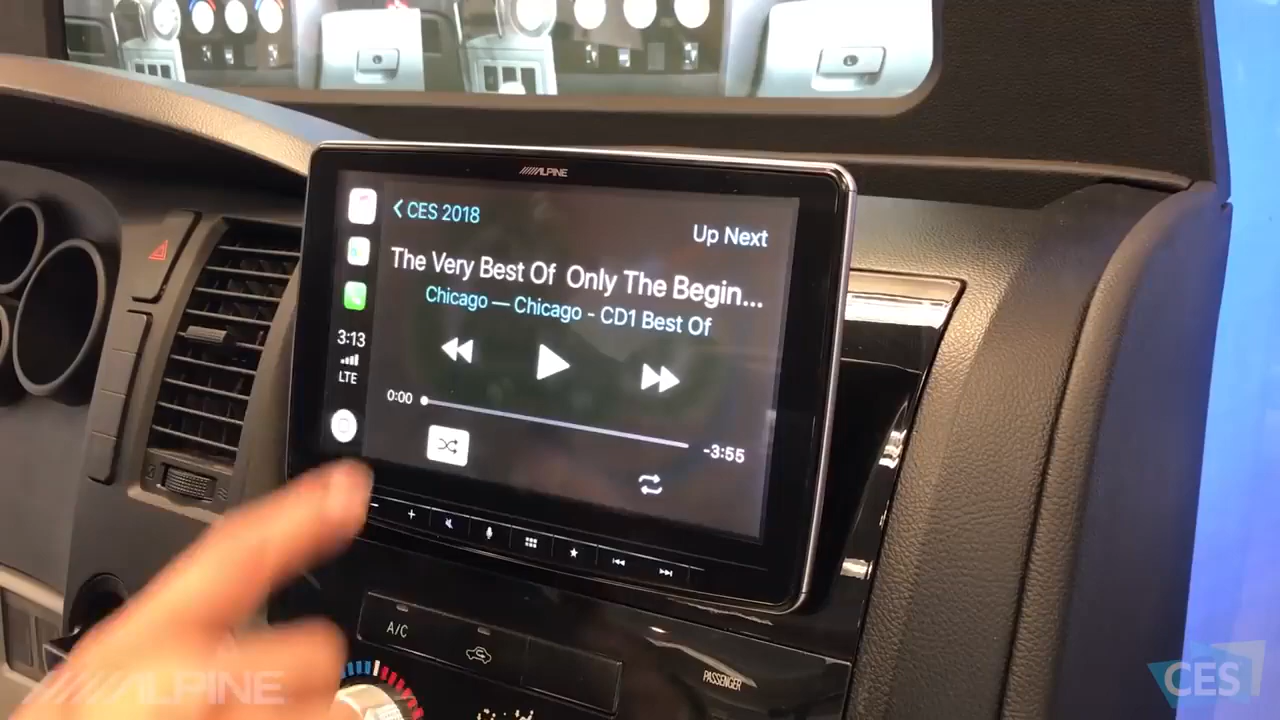 ALPINE
CES 2018
Up Next
The Very Best Of Only The Begin...
Chicago — Chicago - CD1 Best Of
3:13
LTE
0:00
-3:55
A/C
PASSENGER
ALPINE
CES